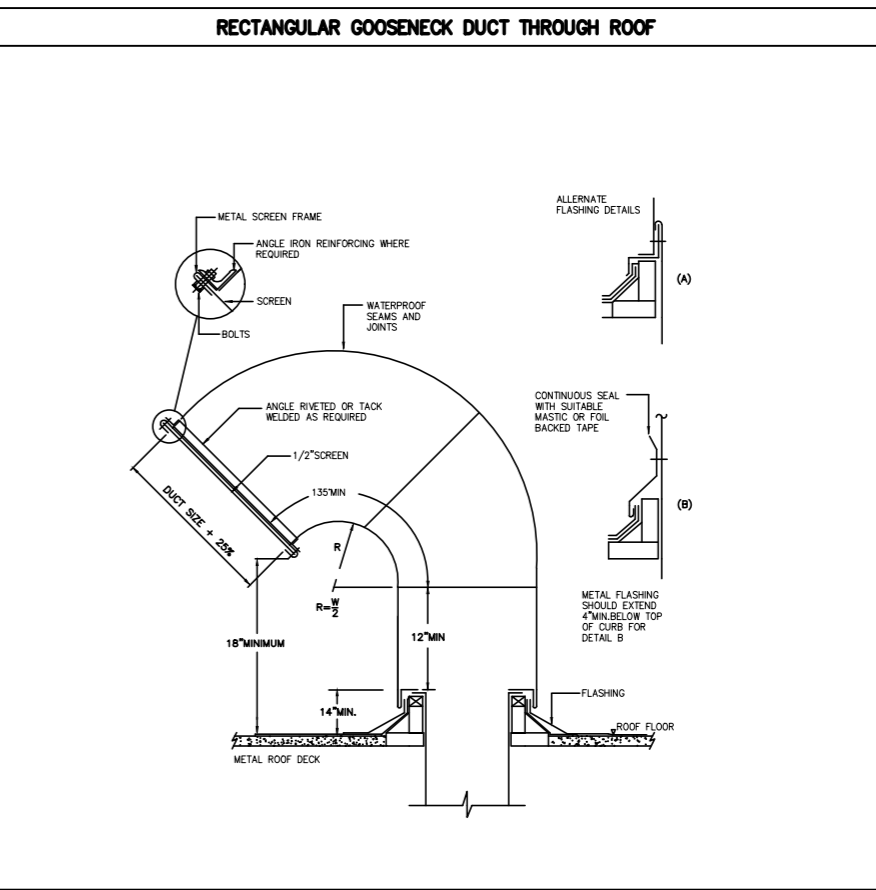 RECTANGULAR GOOSENECK DUCT THROUGH ROOF
ALLERNATE
FLASHING DETAILS
METAL SCREEN FRAME
ANGLE IRON REINFORCING WHERE
REQUIRED
(A)
SCREEN
WATERPROOF
SEAMS AND
JOINTS
BOLTS
CONTINUOUS SEAL
WITH SUITABLE
MASTIC OR FOIL
BACKED TAPE
ANGLE RIVETED OR TACK
WELDED AS REQUIRED
1/2"SCREEN
135°MIN
DUCT SIZE + 25%
(B)
R
R=W/2
METAL FLASHING
SHOULD EXTEND
4"MIN.BELOW TOP
OF CURB FOR
DETAIL B
12"MIN
18"MINIMUM
FLASHING
14"MIN.
ROOF FLOOR
METAL ROOF DECK